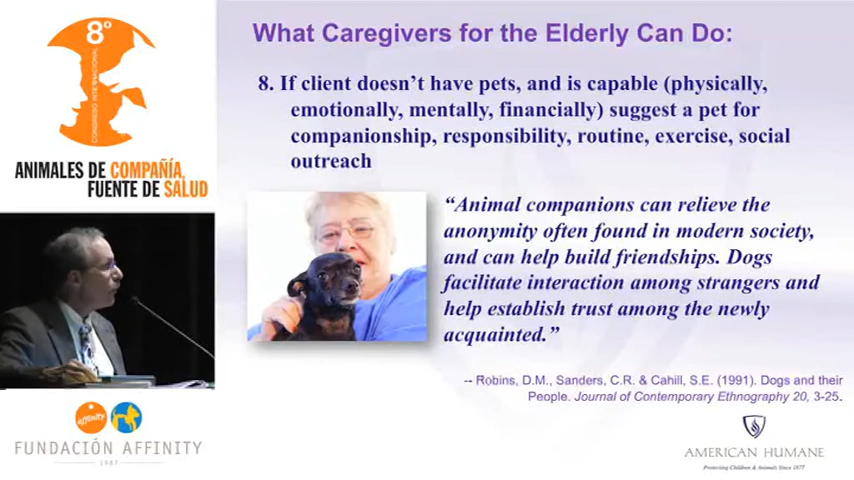 8º
CONGRESO INTERNACIONAL
ANIMALES DE COMPAÑÍA,
FUENTE DE SALUD
affinity
FUNDACIÓN AFFINITY
1987
What Caregivers for the Elderly Can Do:
8. If client doesn’t have pets, and is capable (physically,
emotionally, mentally, financially) suggest a pet for
companionship, responsibility, routine, exercise, social
outreach
“Animal companions can relieve the
anonymity often found in modern society,
and can help build friendships. Dogs
facilitate interaction among strangers and
help establish trust among the newly
acquainted.”
-- Robins, D.M., Sanders, C.R. & Cahill, S.E. (1991). Dogs and their
People. Journal of Contemporary Ethnography 20, 3-25.
AMERICAN HUMANE
Protecting Children & Animals Since 1877